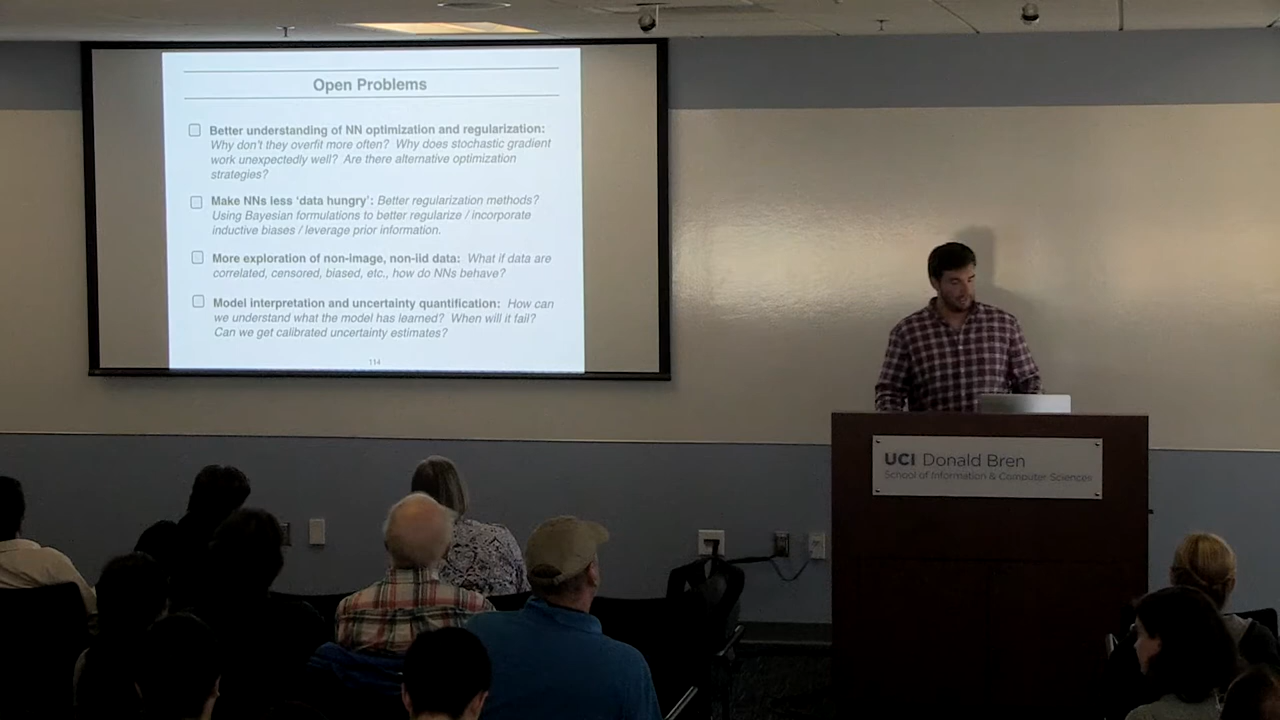 Open Problems
Better understanding of NN optimization and regularization:
Why don't they overfit more often? Why does stochastic gradient
work unexpectedly well? Are there alternative optimization
strategies?
Make NNs less 'data hungry': Better regularization methods?
Using Bayesian formulations to better regularize / incorporate
inductive biases / leverage prior information.
More exploration of non-image, non-iid data: What if data are
correlated, censored, biased, etc., how do NNs behave?
Model interpretation and uncertainty quantification: How can
we understand what the model has learned? When will it fail?
Can we get calibrated uncertainty estimates?
114
UCI Donald Bren
School of Information & Computer Sciences